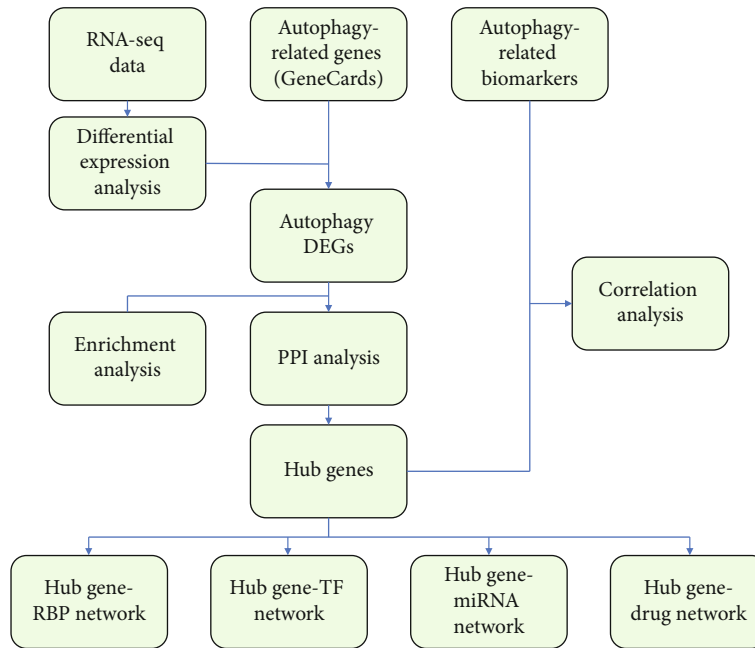 RNA-seq
data
Autophagy-
related genes
(GeneCards)
Autophagy-
related
biomarkers
Differential
expression
analysis
Autophagy
DEGs
Correlation
analysis
Enrichment
analysis
PPI analysis
Hub genes
Hub gene-
RBP network
Hub gene-TF
network
Hub gene-
miRNA
network
Hub gene-
drug network